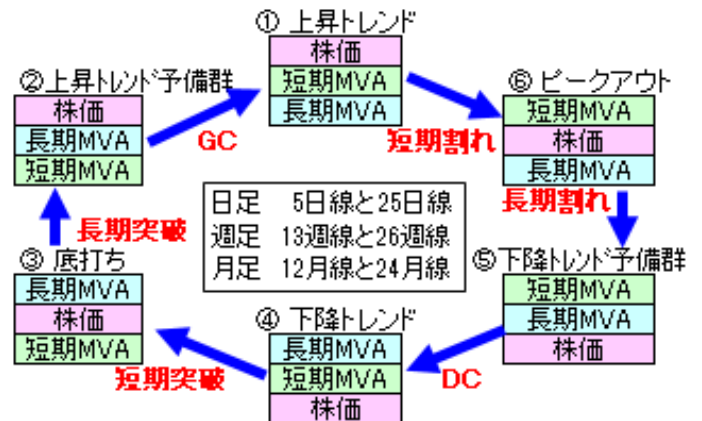 ① 上昇トレンド
株価
短期MVA
長期MVA
②上昇トレンド予備群
株価
長期MVA
短期MVA
GC
短期割れ
⑥ ピークアウト
短期MVA
株価
長期MVA
長期割れ
日足 5日線と25日線
週足 13週線と26週線
月足 12月線と24月線
長期突破
③ 底打ち
長期MVA
株価
短期MVA
⑤下降トレンド予備群
短期MVA
長期MVA
株価
④ 下降トレンド
長期MVA
短期MVA
株価
短期突破
DC